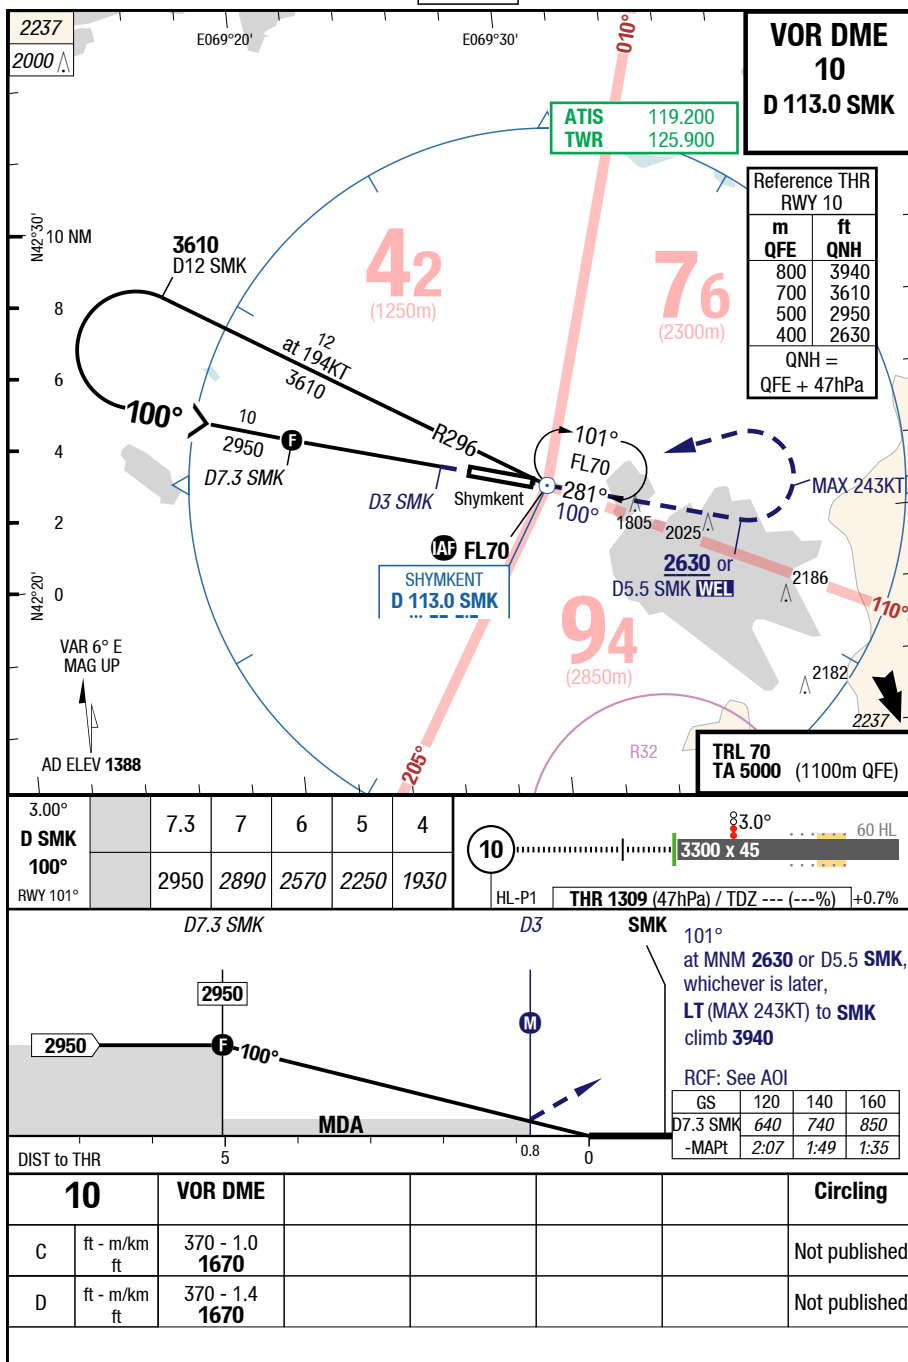 2237
2000
E069°20'
E069°30'
010°
VOR DME
10
D 113.0 SMK
ATIS 119.200
TWR 125.900
Reference THR
RWY 10
m ft
QFE QNH
800 3940
700 3610
500 2950
400 2630
QNH =
QFE + 47hPa
N42°30'
10 NM
8
6
4
2
0
N42°20'
3610
D12 SMK
42
(1250m)
76
(2300m)
12
at 194KT
3610
100°
10
2950
F
D7.3 SMK
R296
101°
FL70
281°
100°
D3 SMK
Shymkent
MAX 243KT
1805
2025
IAF FL70
2630 or
D5.5 SMK WEL
SHYMKENT
D 113.0 SMK
2186
110°
94
(2850m)
2182
2237
VAR 6° E
MAG UP
AD ELEV 1388
205°
R32
TRL 70
TA 5000 (1100m QFE)
3.00°
D SMK
100°
RWY 101°
7.3 7 6 5 4
2950 2890 2570 2250 1930
10
3.0°
60 HL
3300 x 45
HL-P1
THR 1309 (47hPa) / TDZ --- (---%)
+0.7%
D7.3 SMK
D3
SMK
2950
2950
F
100°
M
MDA
101°
at MNM 2630 or D5.5 SMK,
whichever is later,
LT (MAX 243KT) to SMK
climb 3940
RCF: See AOI
GS 120 140 160
D7.3 SMK 640 740 850
-MAPt 2:07 1:49 1:35
DIST to THR
5
0.8
0
10 VOR DME Circling
C ft - m/km 370 - 1.0 Not published
ft 1670
D ft - m/km 370 - 1.4 Not published
ft 1670